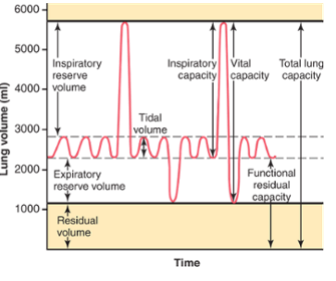 6000
5000
4000
3000
2000
1000
Lung volume (ml)
Inspiratory
reserve
volume
Tidal
volume
Inspiratory
capacity
Vital
capacity
Total lung
capacity
Expiratory
reserve volume
Functional
residual
capacity
Residual
volume
Time